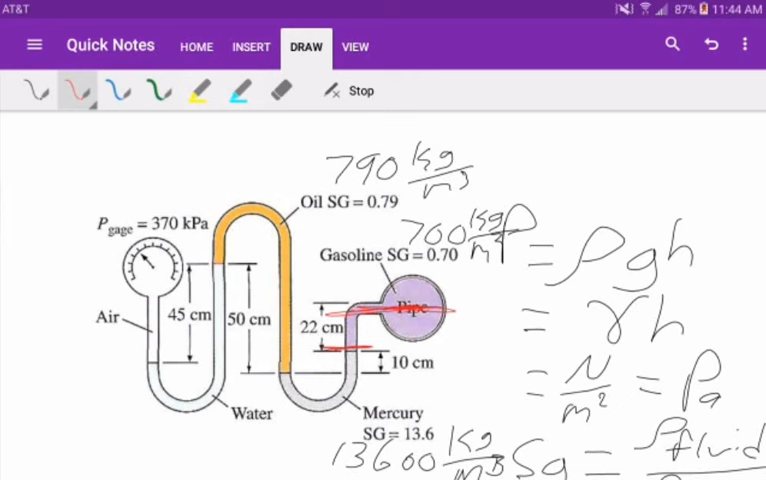 AT&T 87% 11:44 AM
Quick Notes HOME INSERT DRAW VIEW
Stop
790 kg/m³
Oil SG = 0.79
P gage = 370 kPa
700 kg/m³
P = ρgh
Gasoline SG = 0.70
Pipe
Air
45 cm 50 cm 22 cm
= γh
10 cm
= N/m² = Pa
Water
Mercury
SG = 13.6
13600 kg/m³
Sg = ρfluid